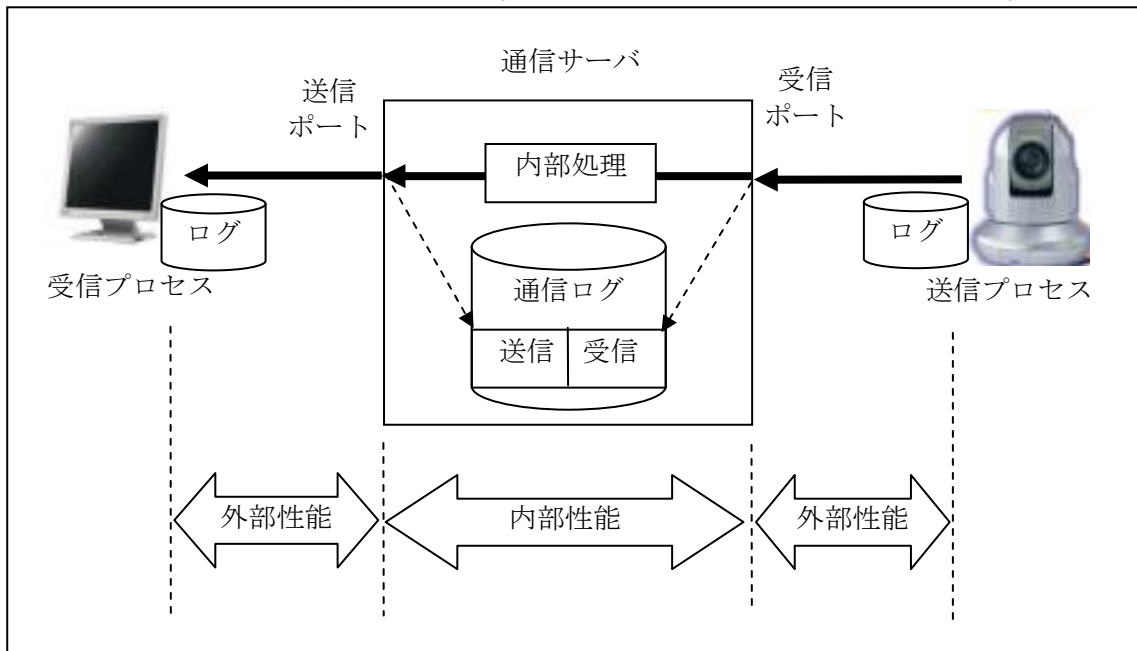 通信サーバ
送信
ポート
受信
ポート
内部処理
ログ
ログ
受信プロセス
通信ログ
送信プロセス
送信
受信
外部性能
内部性能
外部性能